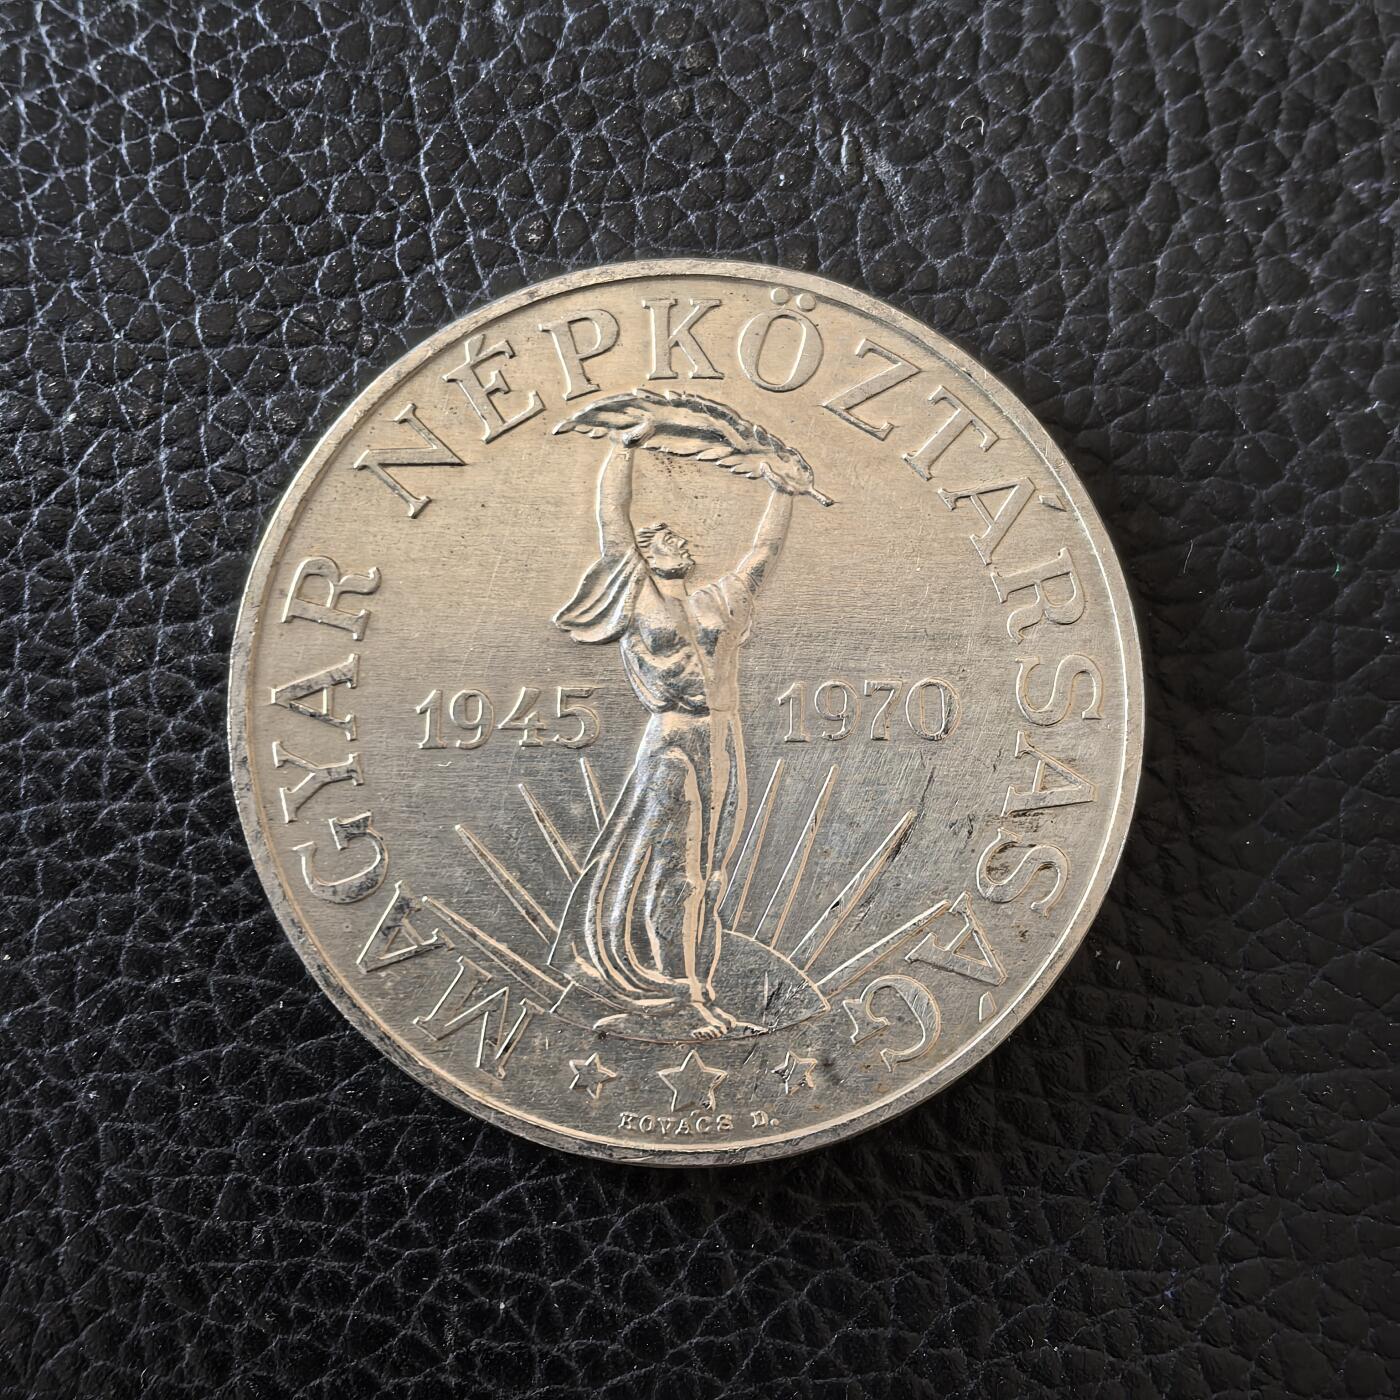 MAGYAR NÉPKÖZTÁRSASÁG
1945 1970
KOVÁCS D.